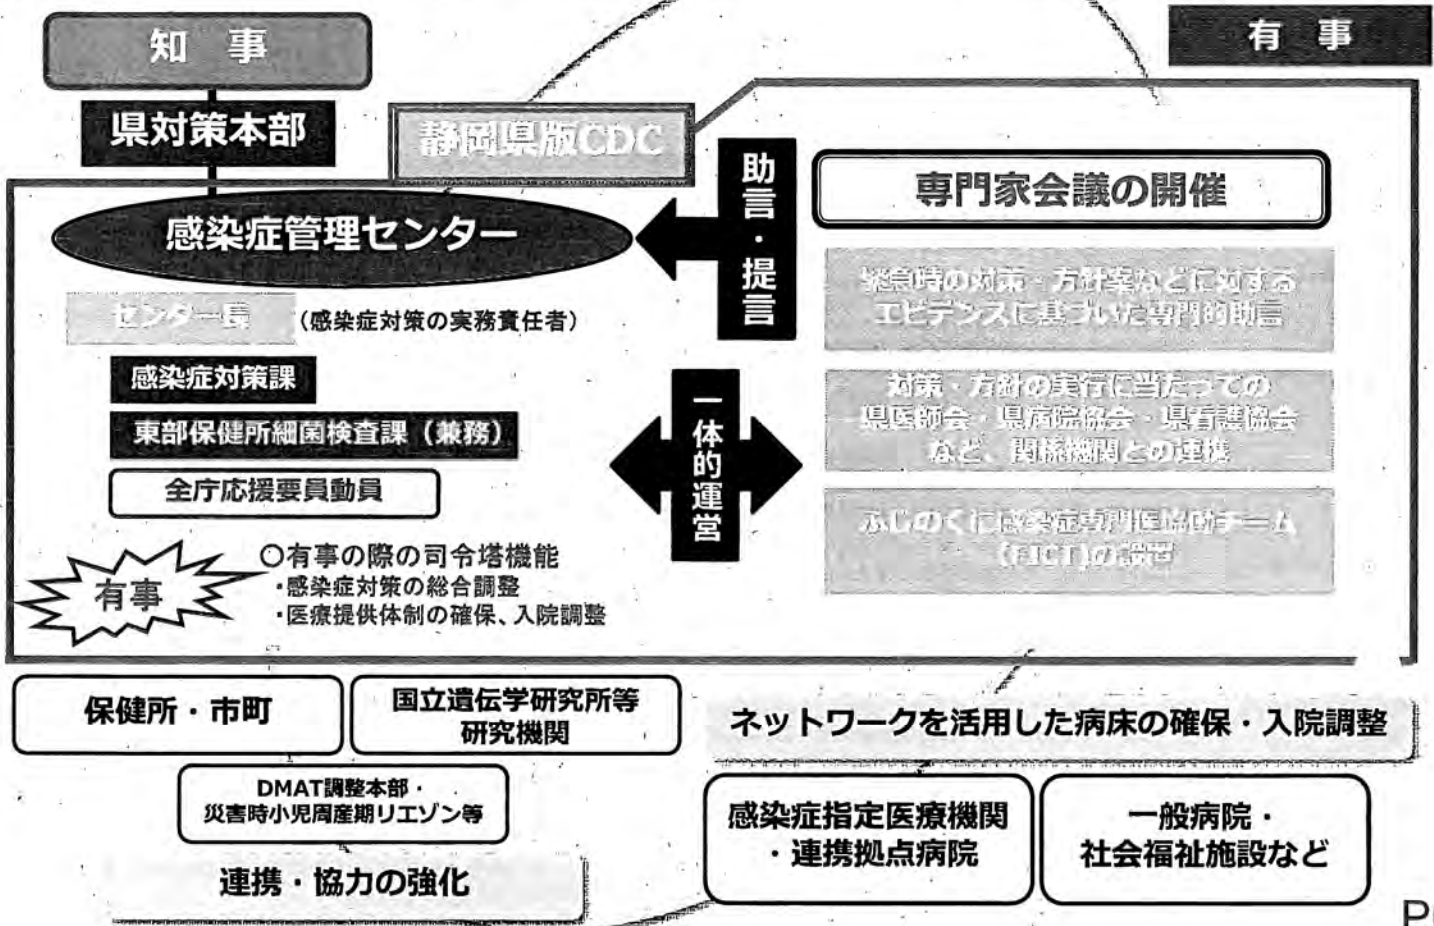 知 事
有 事
県対策本部
静岡県版CDC
感染症管理センター
助言・提言
専門家会議の開催
緊急時の対策・方針案などに対する
エビデンスに基づいた専門的助言
センター長
(感染症対策の実務責任者)
感染症対策課
東部保健所細菌検査課(兼務)
全庁応援要員動員
一体的運営
対策・方針の実行に当たっての
県医師会・県病院協会・県看護協会
など、関係機関との連携
ふじのくに感染症専門医協働チーム
(FICT)の設置
有事
○有事の際の司令塔機能
・感染症対策の総合調整
・医療提供体制の確保、入院調整
保健所・市町
国立遺伝学研究所等
研究機関
DMAT調整本部・
災害時小児周産期リエゾン等
連携・協力の強化
ネットワークを活用した病床の確保・入院調整
感染症指定医療機関
・連携拠点病院
一般病院・
社会福祉施設など